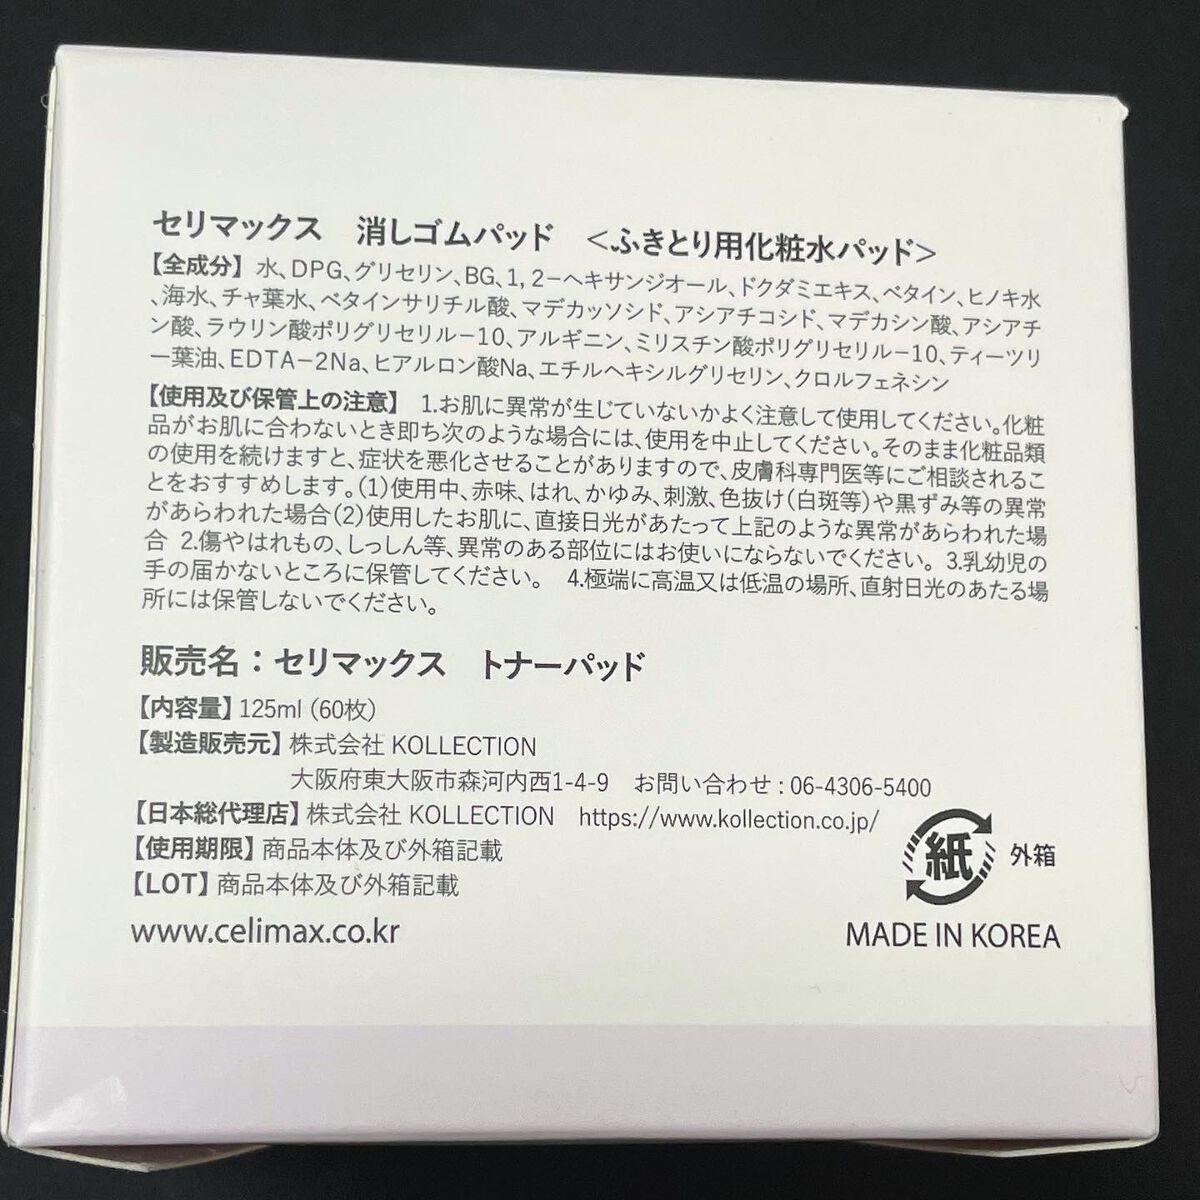 セリマックス　消しゴムパッド　＜ふきとり用化粧水パッド＞
【全成分】水、DPG、グリセリン、BG、1，2－ヘキサンジオール、ドクダミエキス、ベタイン、ヒノキ水
、海水、チャ葉水、ベタインサリチル酸、マデカッソシド、アシアチコシド、マデカシン酸、アシアチ
ン酸、ラウリン酸ポリグリセリル－10、アルギニン、ミリスチン酸ポリグリセリル－10、ティーツリ
ー葉油、EDTA－2Na、ヒアルロン酸Na、エチルヘキシルグリセリン、クロルフェネシン
【使用及び保管上の注意】　1.お肌に異常が生じていないかよく注意して使用してください。化粧
品がお肌に合わないとき即ち次のような場合には、使用を中止してください。そのまま化粧品類
の使用を続けますと、症状を悪化させることがありますので、皮膚科専門医等にご相談されるこ
とをおすすめします。(1)使用中、赤味、はれ、かゆみ、刺激、色抜け(白斑等)や黒ずみ等の異常
があらわれた場合(2)使用したお肌に、直接日光があたって上記のような異常があらわれた場
合 2.傷やはれもの、しっしん等、異常のある部位にはお使いにならないでください。 3.乳幼児の
手の届かないところに保管してください。　4.極端に高温又は低温の場所、直射日光のあたる場
所には保管しないでください。
販売名：セリマックス　トナーパッド
【内容量】125ml (60枚)
【製造販売元】株式会社 KOLLECTION
大阪府東大阪市森河内西1-4-9　お問い合わせ : 06-4306-5400
【日本総代理店】株式会社 KOLLECTION　https://www.kollection.co.jp/
【使用期限】商品本体及び外箱記載
【LOT】商品本体及び外箱記載
紙 外箱
www.celimax.co.kr
MADE IN KOREA